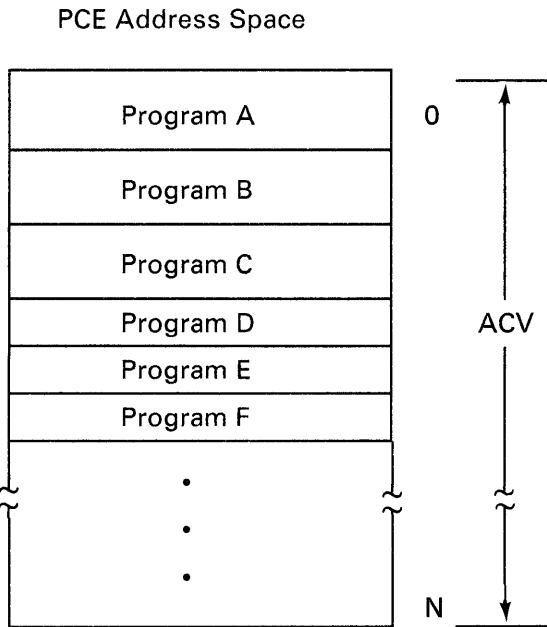 PCE Address Space
Program A
0
Program B
Program C
Program D
ACV
Program E
Program F
N